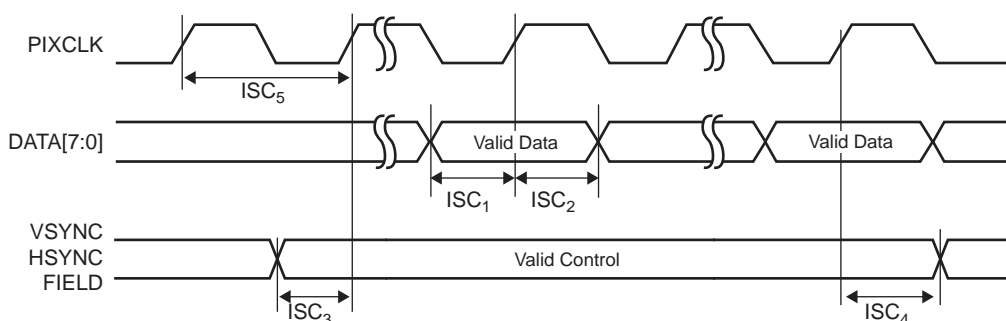 PIXCLK
ISC5
DATA[7:0]
Valid Data
Valid Data
ISC1
ISC2
VSYNC
HSYNC
FIELD
Valid Control
ISC3
ISC4